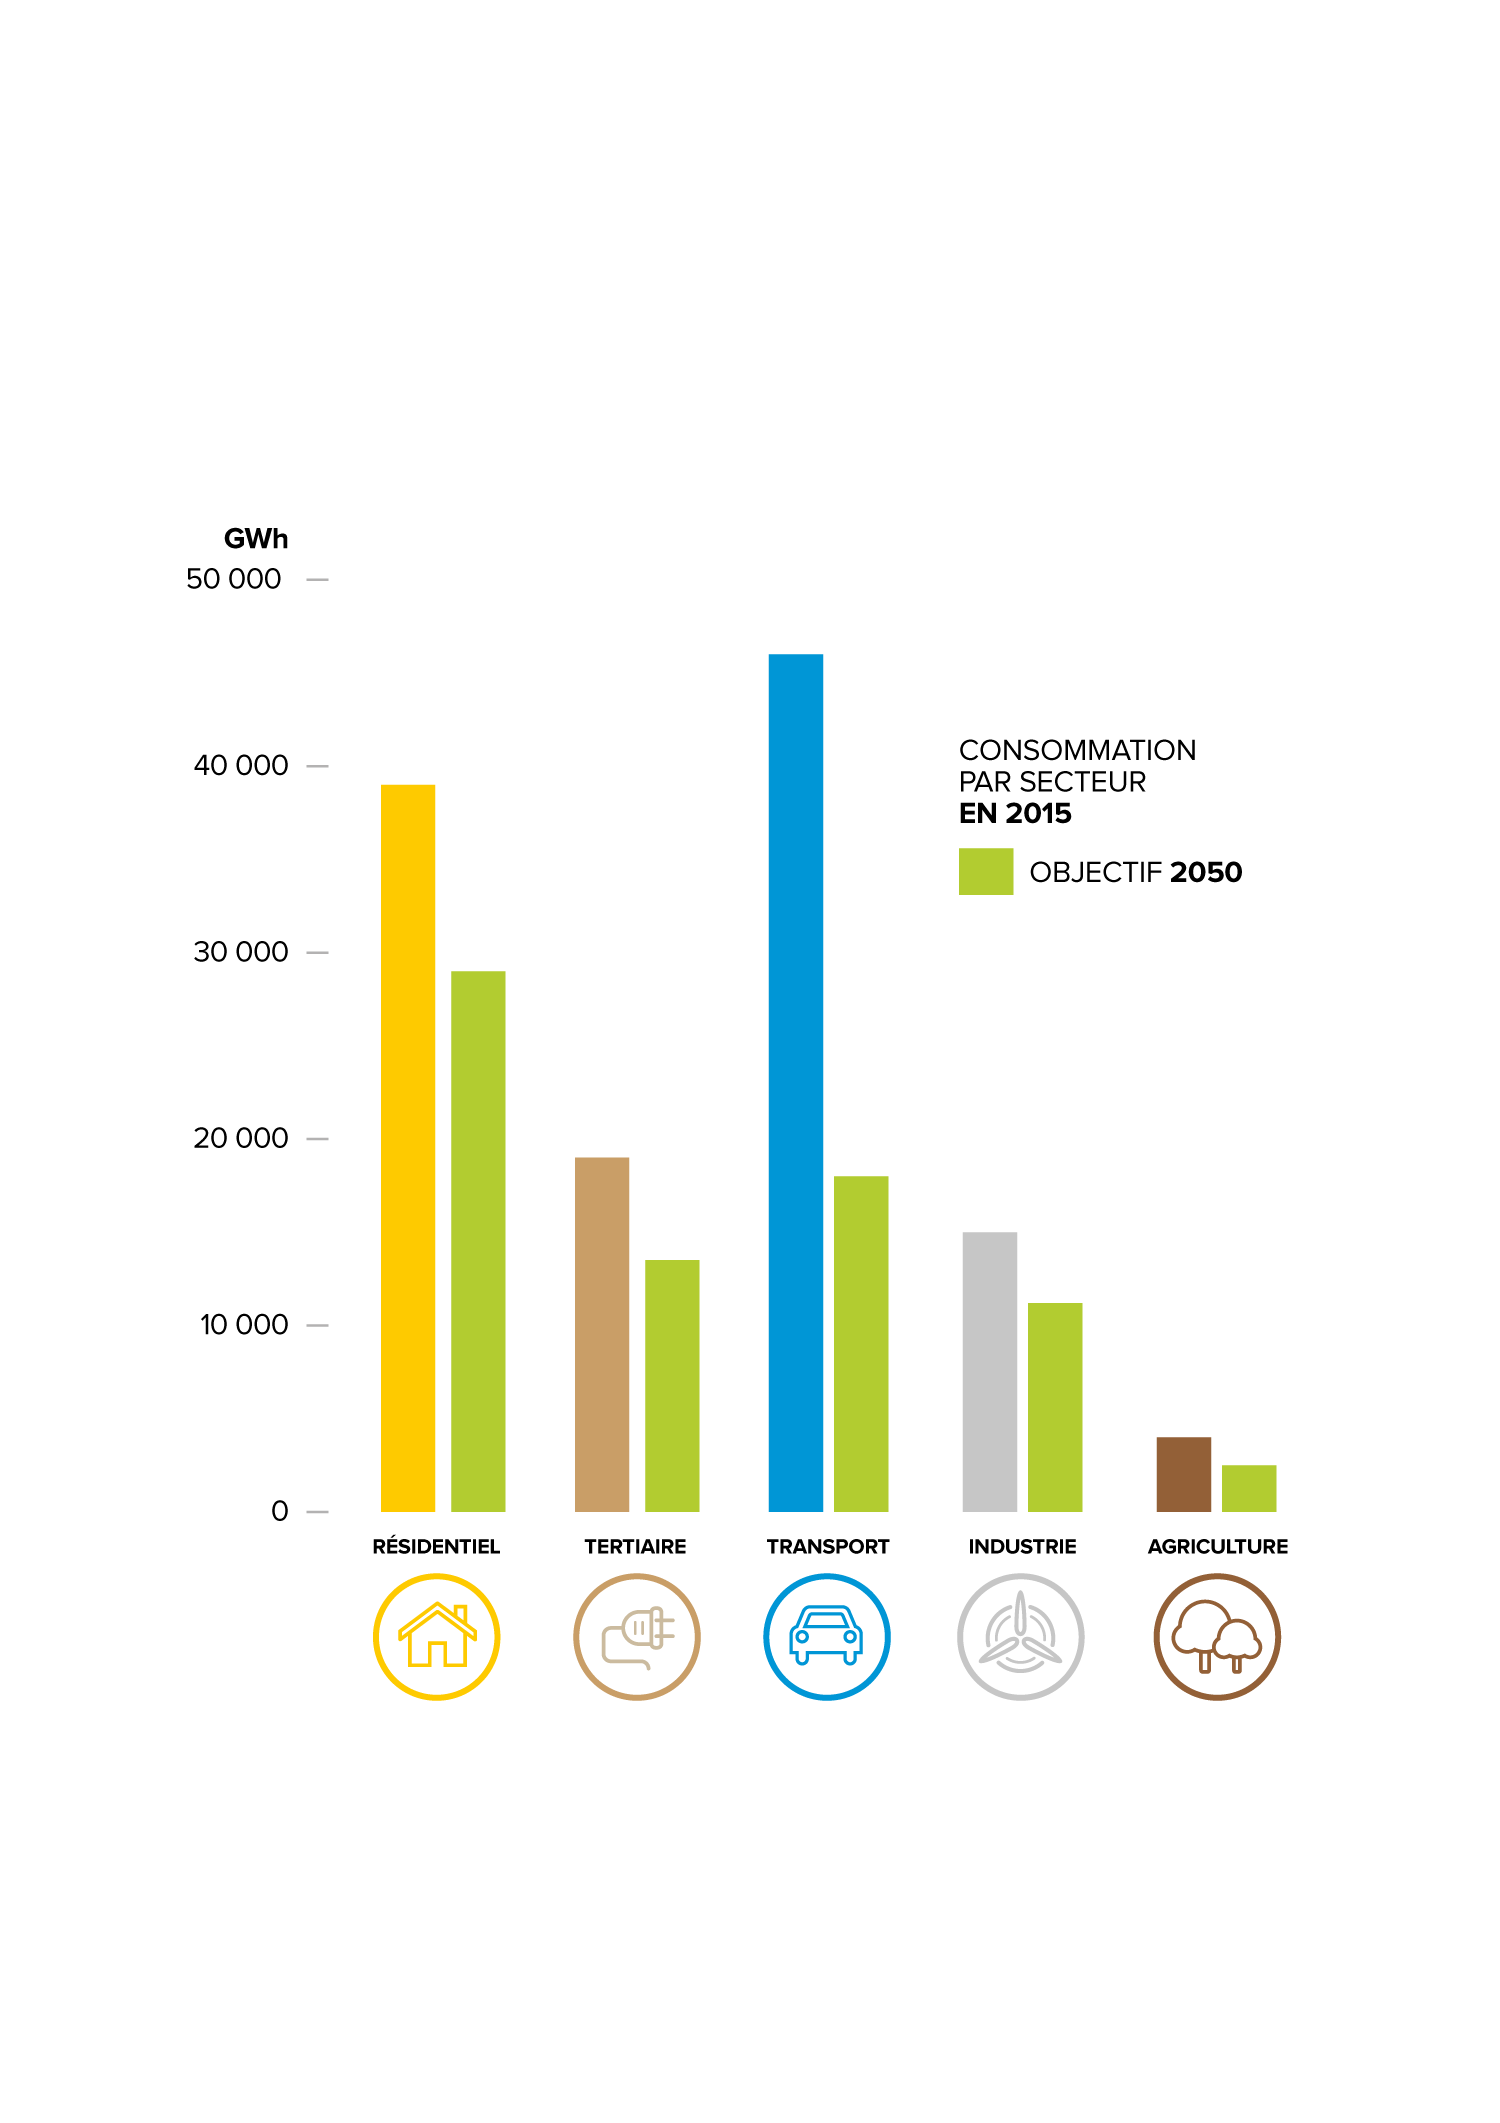 GWh
50 000
40 000
30 000
20 000
10 000
0
CONSOMMATION
PAR SECTEUR
EN 2015
OBJECTIF 2050
RÉSIDENTIEL
TERTIAIRE
TRANSPORT
INDUSTRIE
AGRICULTURE